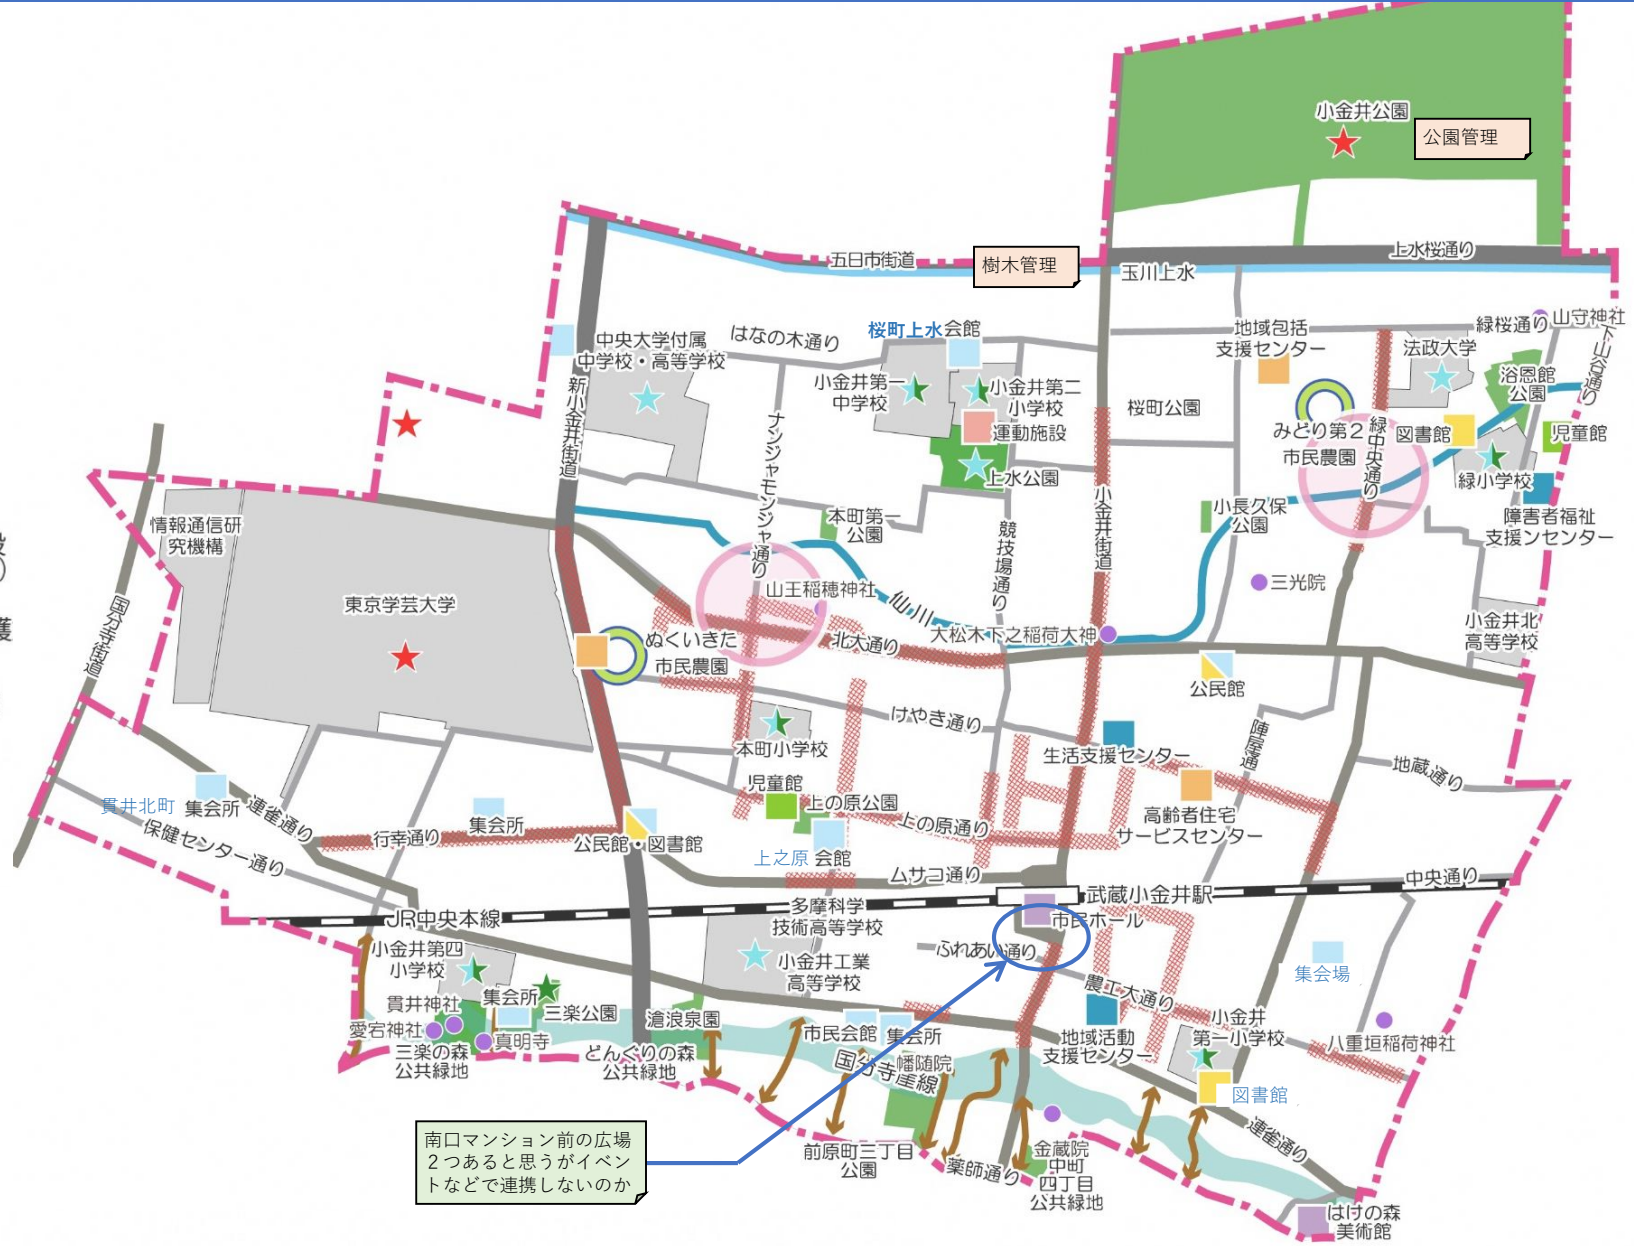 小金井公園
公園管理
五日市街道
樹木管理
上水桜通り
玉川上水
はなの木通り
桜町上水会館
中央大学付属
中学校・高等学校
小金井第一
中学校
小金井第二
小学校
運動施設
上水公園
新小金井街道
ナンジャモンジャ通り
競技場通り
小金井街道
桜町公園
地域包括
支援センター
緑桜通り
山守神社
下山谷通り
法政大学
浴恩館
公園
みどり第2
市民農園
緑中央通り
図書館
児童館
緑小学校
障害者福祉
支援ンセンター
小長久保
公園
本町第一
公園
情報通信研
究機構
東京学芸大学
国分寺街道
山王稲穂神社
仙川
大松木下之稲荷大神
三光院
小金井北
高等学校
ぬくいきた
市民農園
北大通り
公民館
けやき通り
本町小学校
児童館
上の原公園
上の原通り
上之原会館
生活支援センター
陣屋通
地蔵通り
高齢者住宅
サービスセンター
貫井北町
集会所
連雀通り
保健センター通り
行幸通り
集会所
公民館・図書館
ムサコ通り
武蔵小金井駅
中央通り
JR中央本線
多摩科学
技術高等学校
市民ホール
ふれあい通り
小金井工業
高等学校
農工大通り
集会場
小金井第四
小学校
貫井神社
集会所
三楽公園
愛宕神社
真明寺
三楽の森
公共緑地
滄浪泉園
どんぐりの森
公共緑地
市民会館
集会所
国分寺崖線
幡随院
地域活動
支援センター
小金井
第一小学校
八重垣稲荷神社
図書館
連雀通り
南口マンション前の広場
２つあると思うがイベン
トなどで連携しないのか
前原町三丁目
公園
薬師通り
金蔵院
中町
四丁目
公共緑地
はけの森
美術館
護